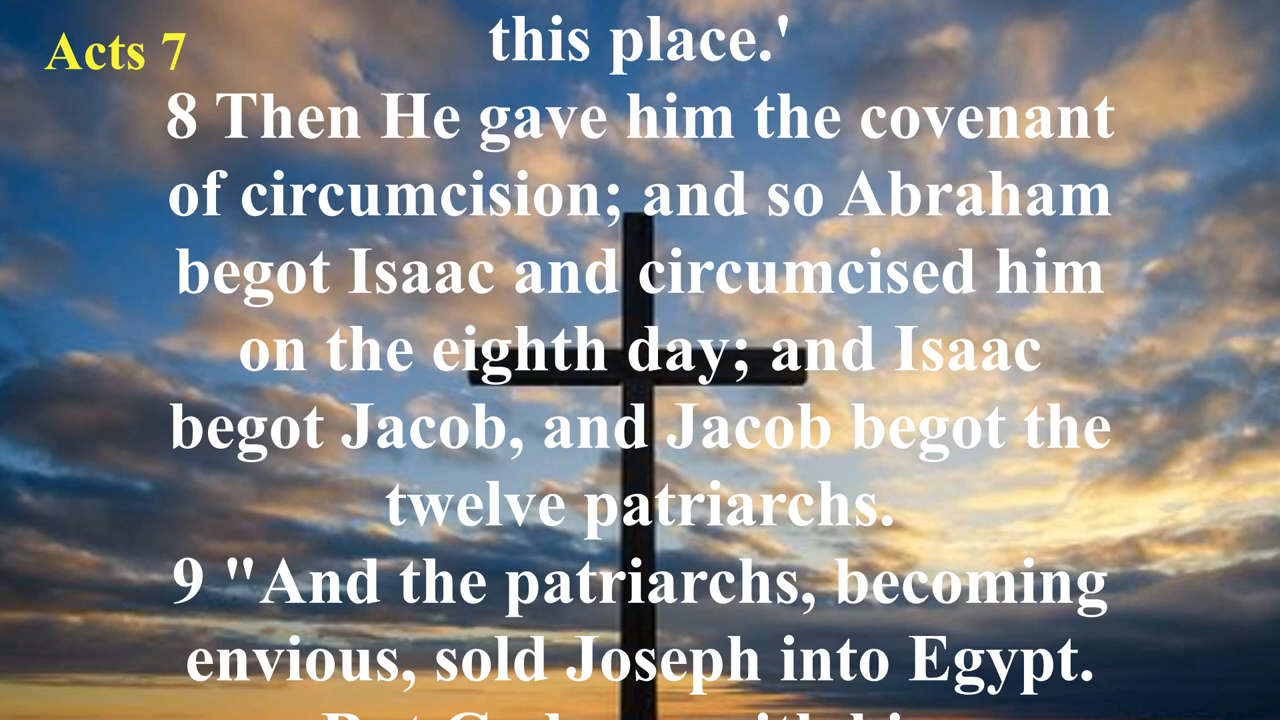 Acts 7
this place.'
8 Then He gave him the covenant
of circumcision; and so Abraham
begot Isaac and circumcised him
on the eighth day; and Isaac
begot Jacob, and Jacob begot the
twelve patriarchs.
9 "And the patriarchs, becoming
envious, sold Joseph into Egypt.